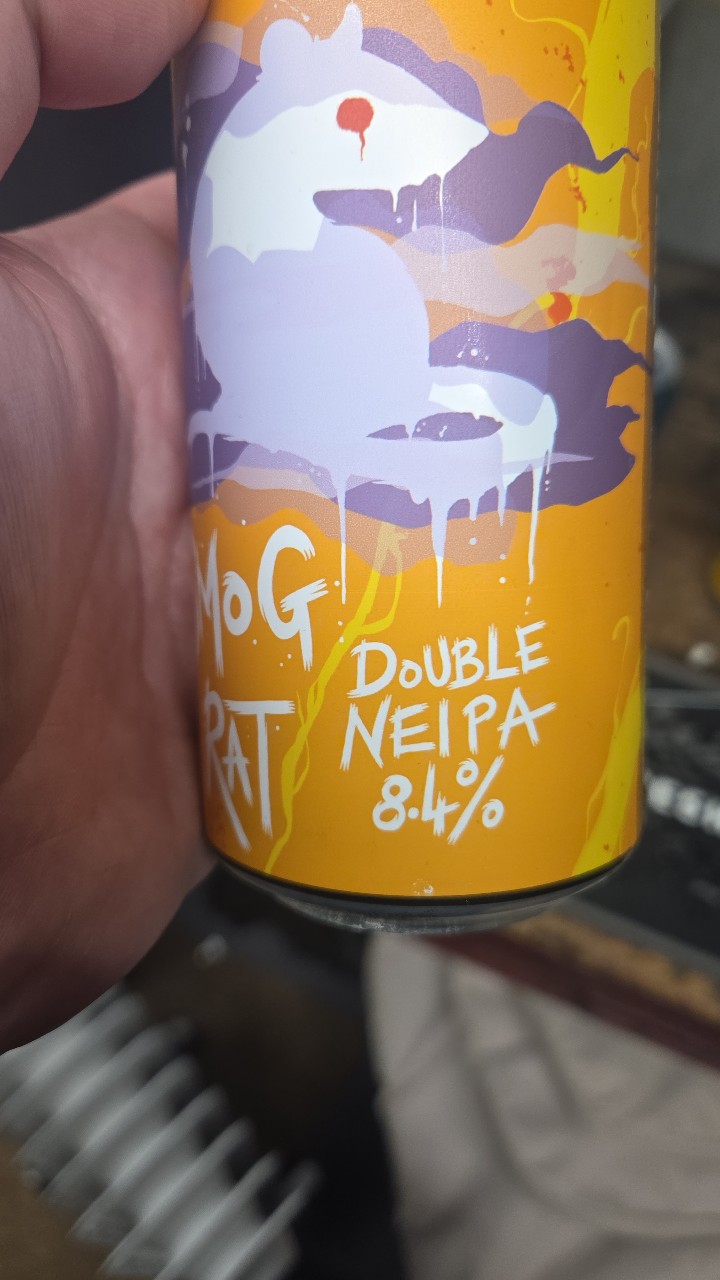 MoG
RAT
DoUBLE
NEIPA
8.4%